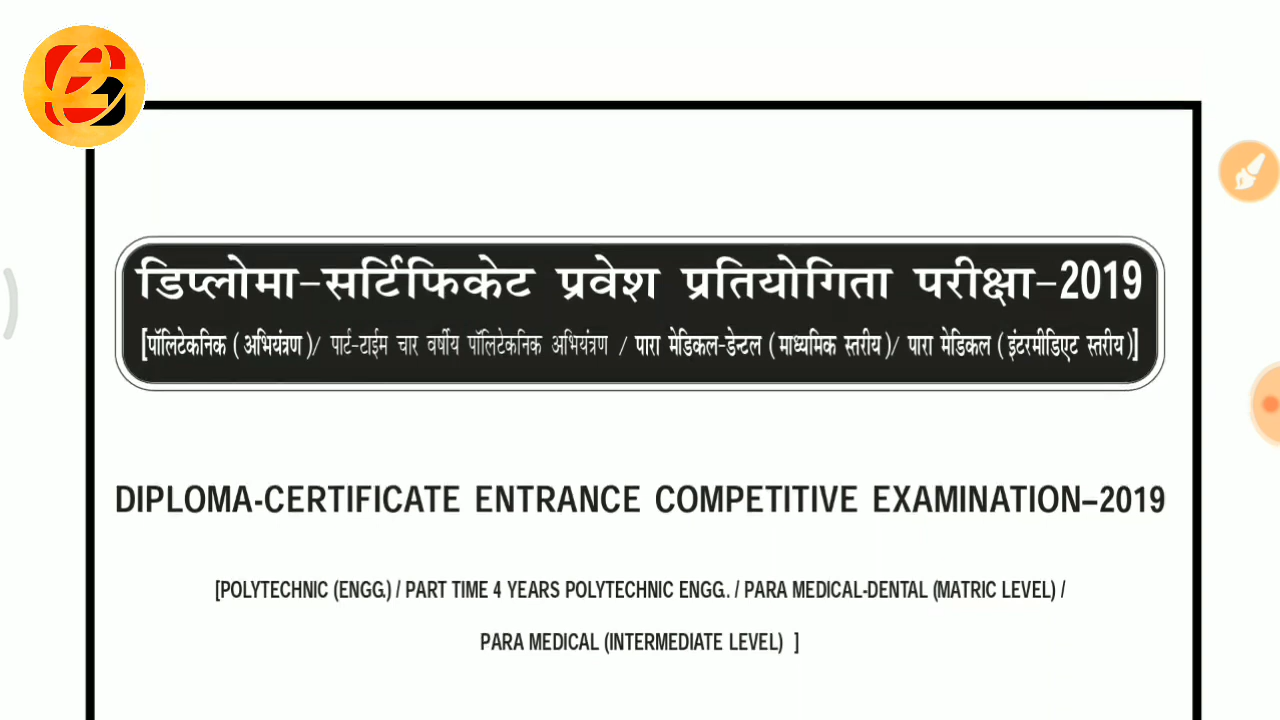 डिप्लोमा-सर्टिफिकेट प्रवेश प्रतियोगिता परीक्षा-2019
[पॉलिटेकनिक (अभियंत्रण)/ पार्ट-टाईम चार वर्षीय पॉलिटेकनिक अभियंत्रण / पारा मेडिकल-डेन्टल (माध्यमिक स्तरीय)/ पारा मेडिकल (इंटरमीडिएट स्तरीय)]
DIPLOMA-CERTIFICATE ENTRANCE COMPETITIVE EXAMINATION–2019
[POLYTECHNIC (ENGG.) / PART TIME 4 YEARS POLYTECHNIC ENGG.. / PARA MEDICAL-DENTAL (MATRIC LEVEL) /
PARA MEDICAL (INTERMEDIATE LEVEL) ]